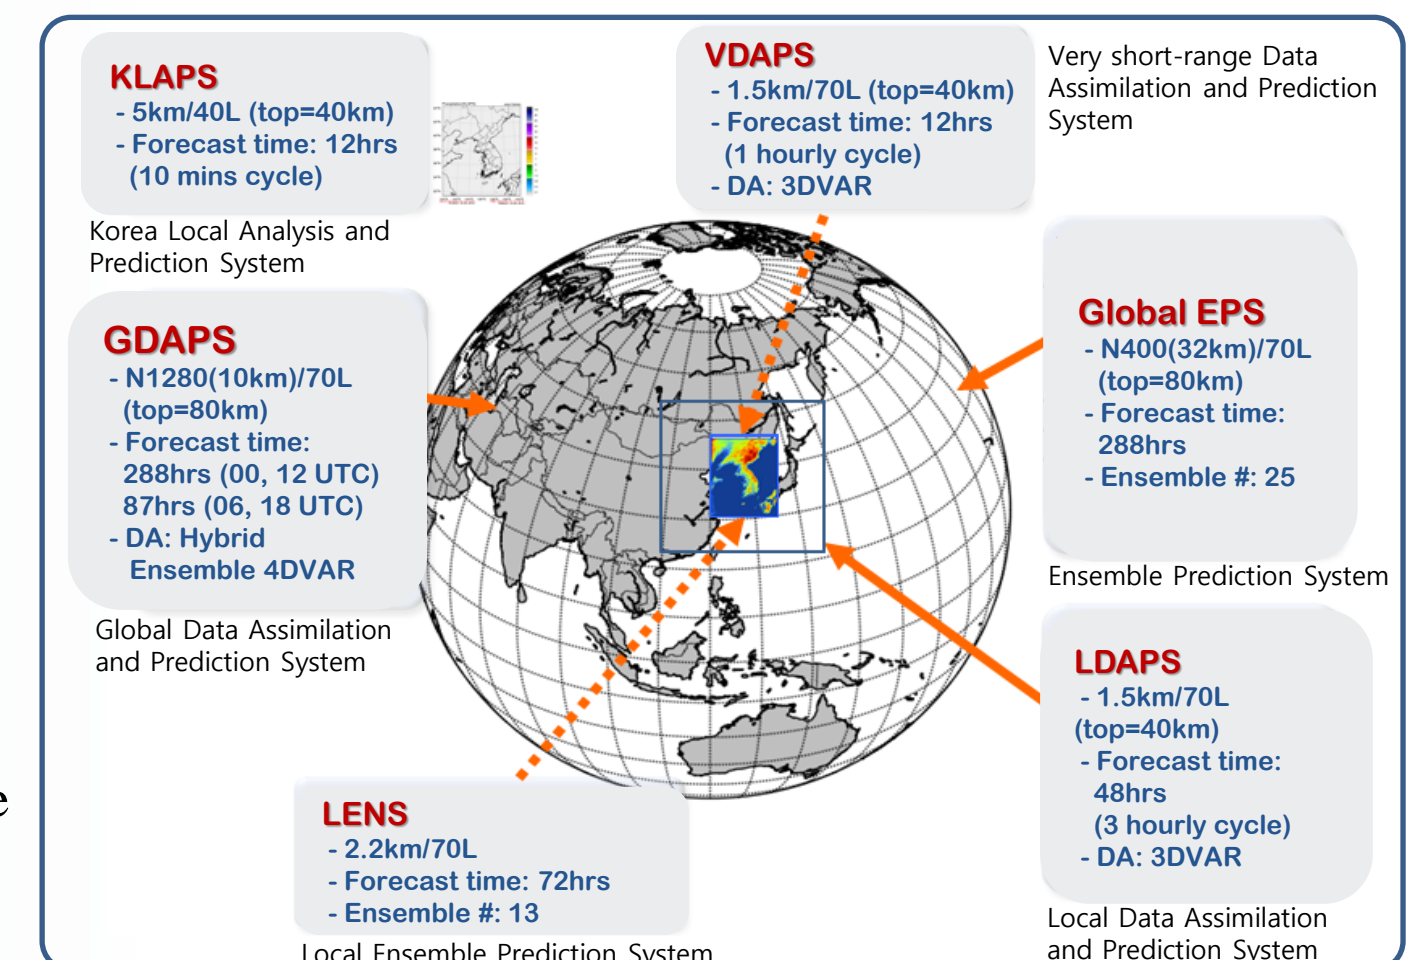 KLAPS
- 5km/40L (top=40km)
- Forecast time: 12hrs
(10 mins cycle)
Korea Local Analysis and
Prediction System
VDAPS
- 1.5km/70L (top=40km)
- Forecast time: 12hrs
(1 hourly cycle)
- DA: 3DVAR
Very short-range Data
Assimilation and Prediction
System
GDAPS
- N1280(10km)/70L
(top=80km)
- Forecast time:
288hrs (00, 12 UTC)
87hrs (06, 18 UTC)
- DA: Hybrid
Ensemble 4DVAR
Global Data Assimilation
and Prediction System
Global EPS
- N400(32km)/70L
(top=80km)
- Forecast time:
288hrs
- Ensemble #: 25
Ensemble Prediction System
LDAPS
- 1.5km/70L
(top=40km)
- Forecast time:
48hrs
(3 hourly cycle)
- DA: 3DVAR
Local Data Assimilation
and Prediction System
e
LENS
- 2.2km/70L
- Forecast time: 72hrs
- Ensemble #: 13
Local Ensemble Prediction System